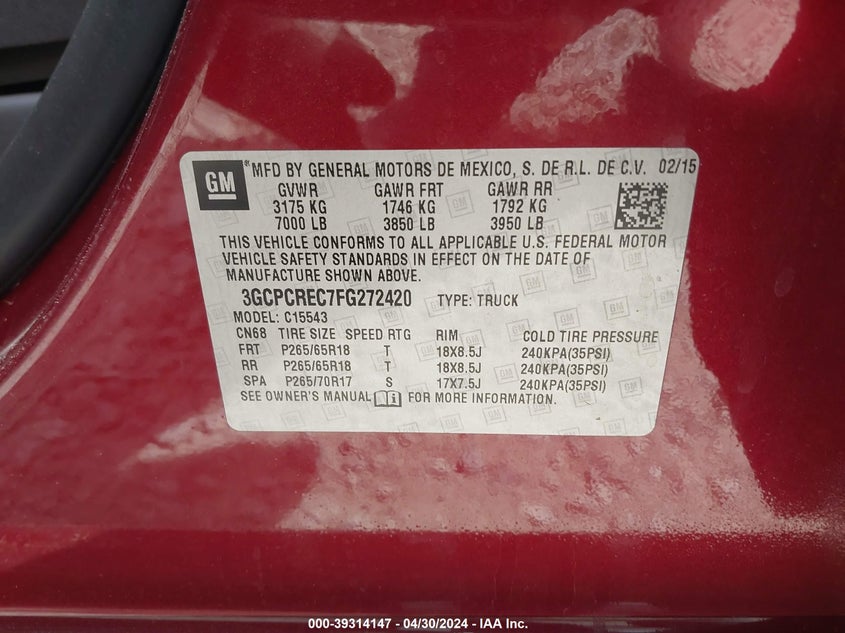 GM
MFD BY GENERAL MOTORS DE MEXICO, S. DE R.L. DE C.V. 02/15
GVWR GAWR FRT GAWR RR
3175 KG 1746 KG 1792 KG
7000 LB 3850 LB 3950 LB
THIS VEHICLE CONFORMS TO ALL APPLICABLE U.S. FEDERAL MOTOR
VEHICLE SAFETY STANDARDS IN EFFECT ON THE DATE OF
MANUFACTURE SHOWN ABOVE.
3GCPCREC7FG272420 TYPE: TRUCK
MODEL: C15543
CN68 TIRE SIZE SPEED RTG RIM COLD TIRE PRESSURE
FRT P265/65R18 T 18X8.5J 240KPA(35PSI)
RR P265/65R18 T 18X8.5J 240KPA(35PSI)
SPA P265/70R17 S 17X7.5J 240KPA(35PSI)
SEE OWNER'S MANUAL FOR MORE INFORMATION.
000-39314147 - 04/30/2024 - IAA Inc.